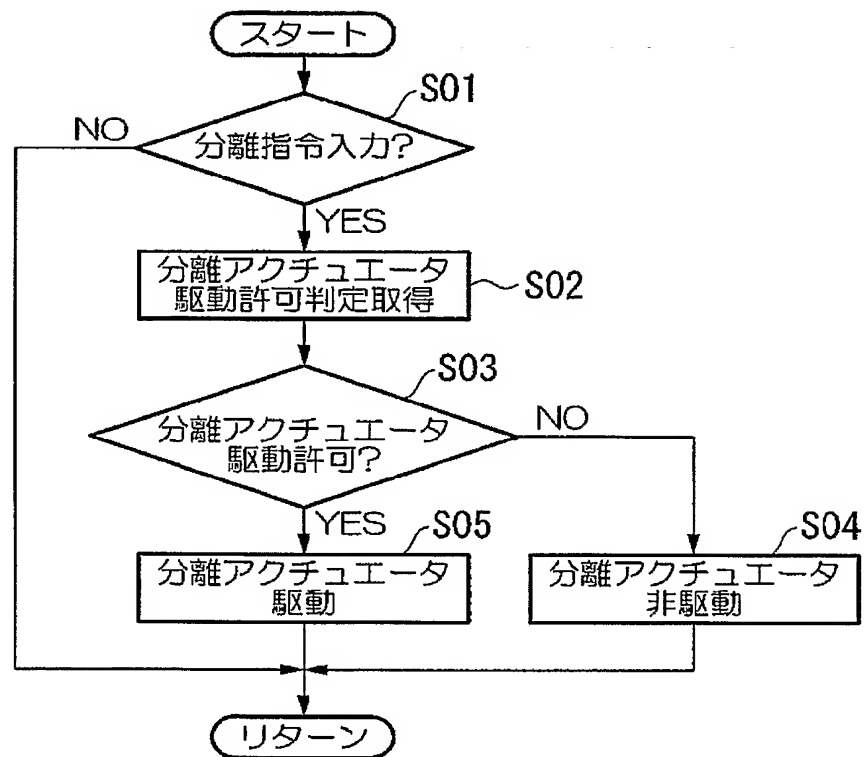 スタート
S01
NO
分離指令入力?
YES
分離アクチュエータ
駆動許可判定取得
S02
S03
分離アクチュエータ
駆動許可?
NO
YES
S05
S04
分離アクチュエータ
駆動
分離アクチュエータ
非駆動
リターン